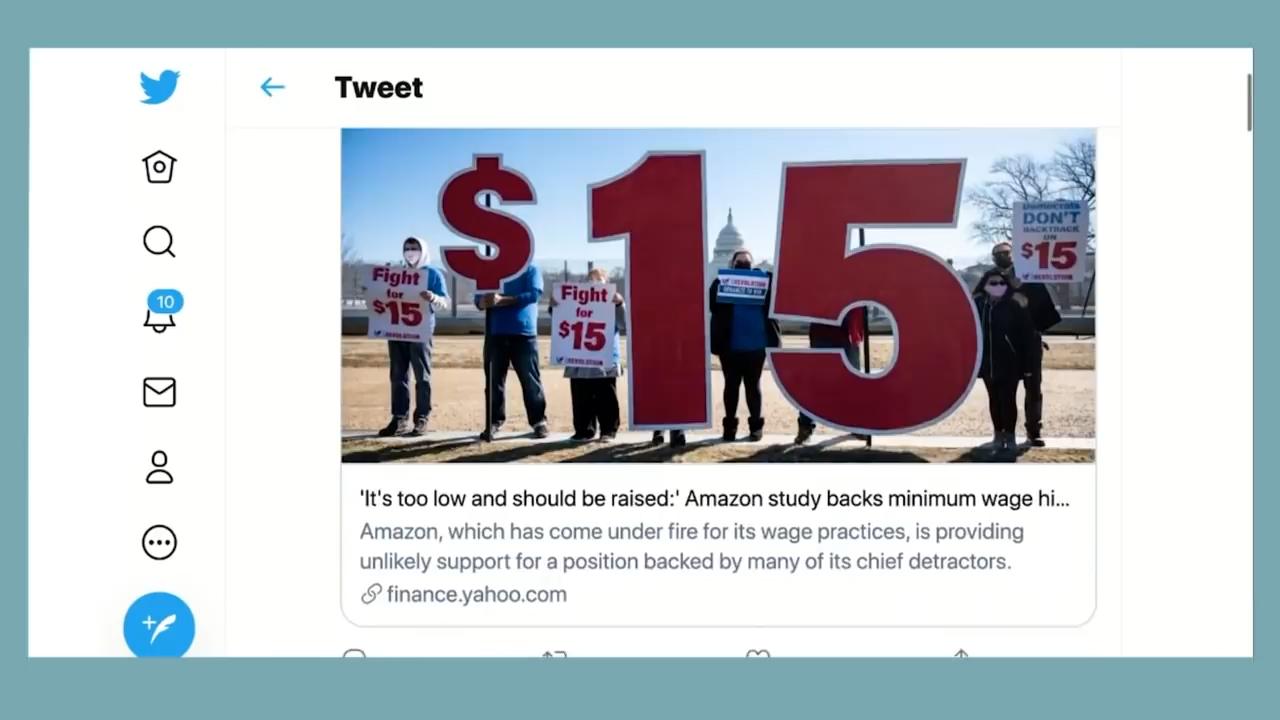 Tweet
10
$15
Fight
for
$15
Fight
for
$15
Democrats
DON'T
BACKTRACK
ON
$15
'It's too low and should be raised:' Amazon study backs minimum wage hi...
Amazon, which has come under fire for its wage practices, is providing
unlikely support for a position backed by many of its chief detractors.
finance.yahoo.com